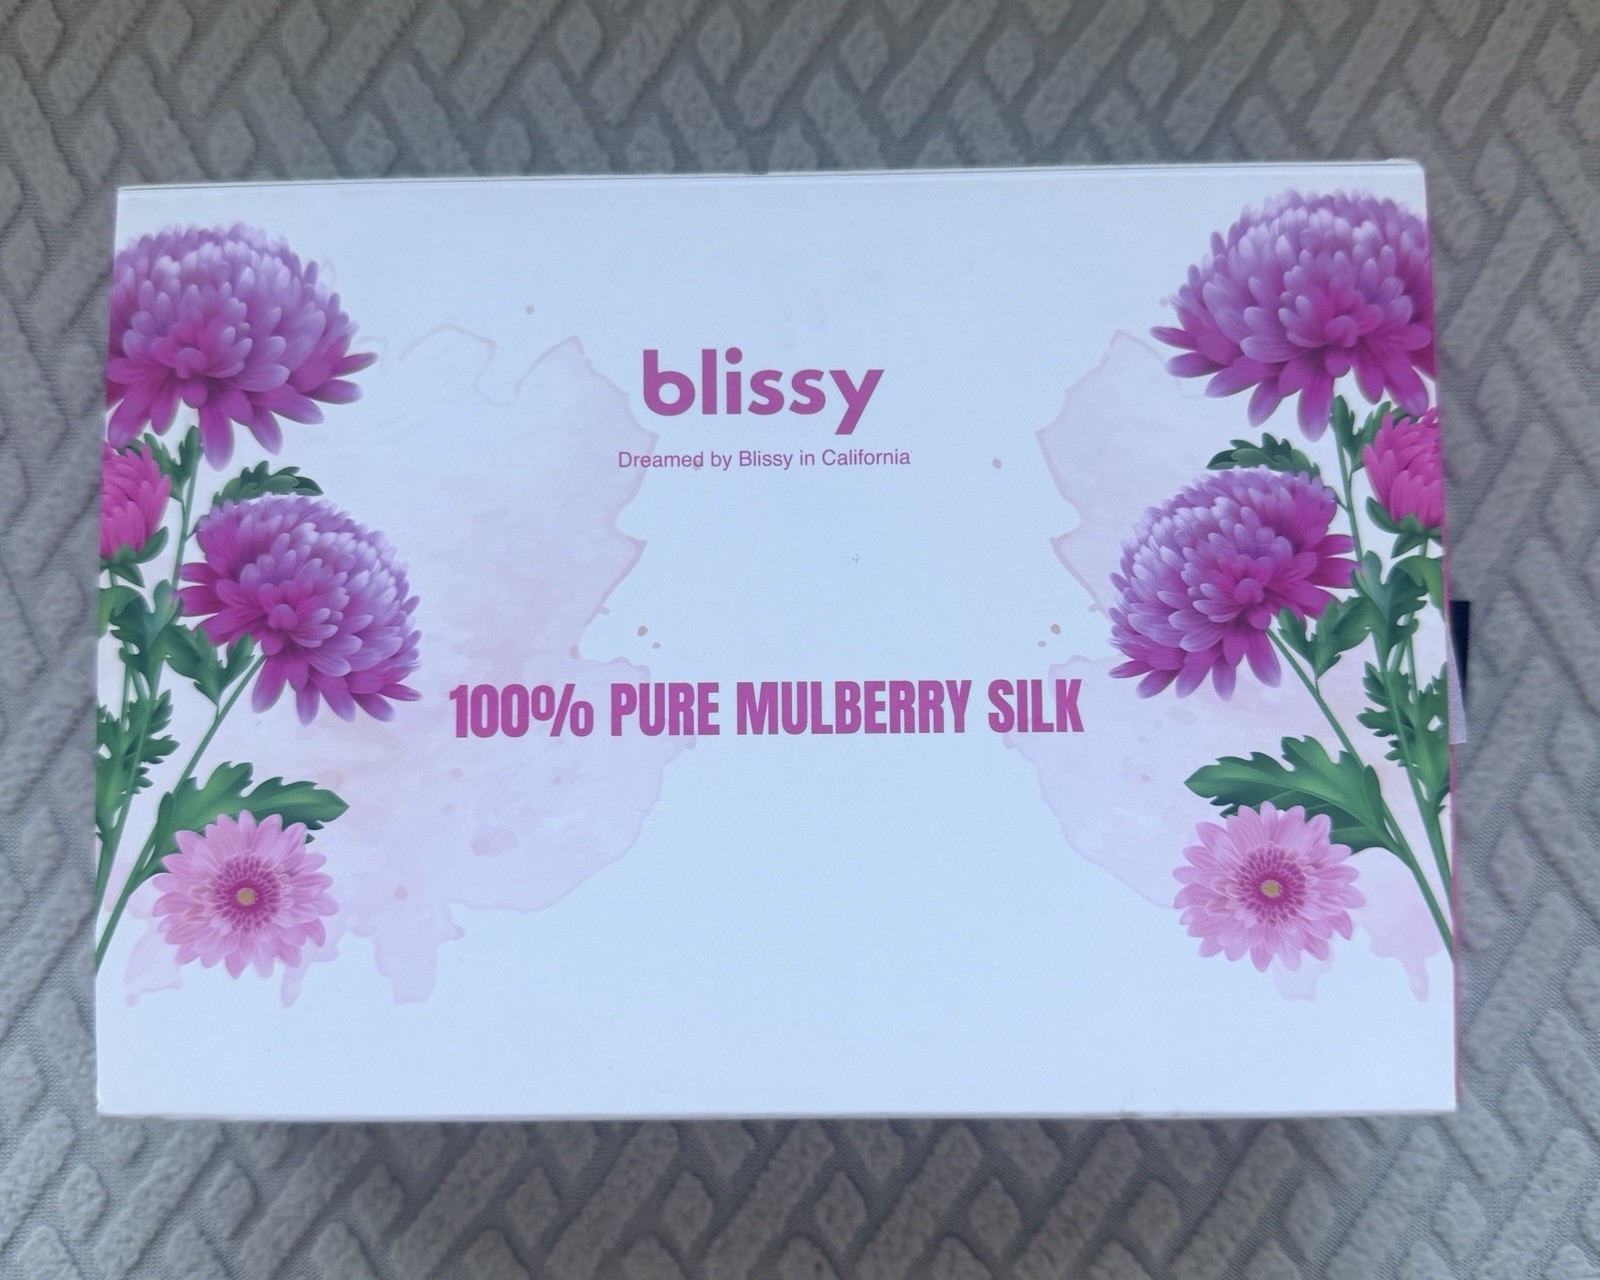 blissy
Dreamed by Blissy in California
100% PURE MULBERRY SILK